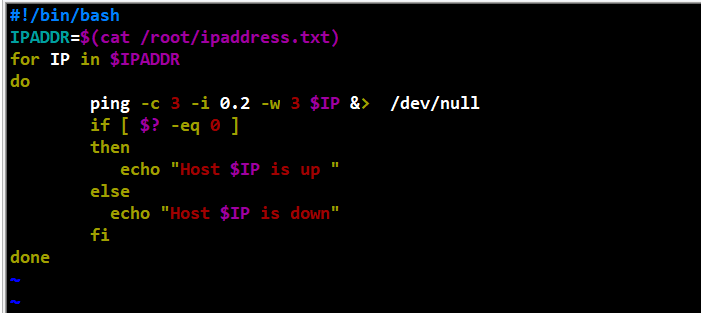 #!/bin/bash
IPADDR=$(cat /root/ipaddress.txt)
for IP in $IPADDR
do
        ping -c 3 -i 0.2 -w 3 $IP &>  /dev/null
        if [ $? -eq 0 ]
        then
           echo "Host $IP is up "
        else
          echo "Host $IP is down"
        fi
done
~
~